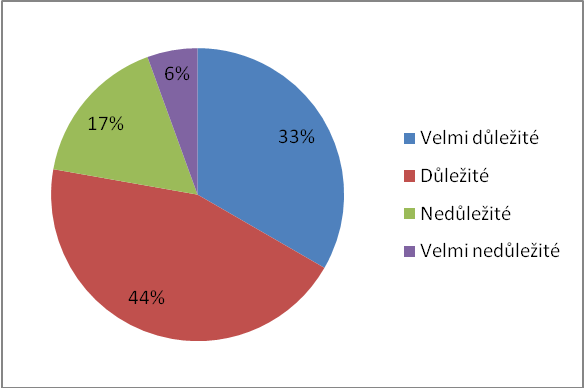 6%
17%
33%
44%
Velmi důležité
Důležité
Nedůležité
Velmi nedůležité